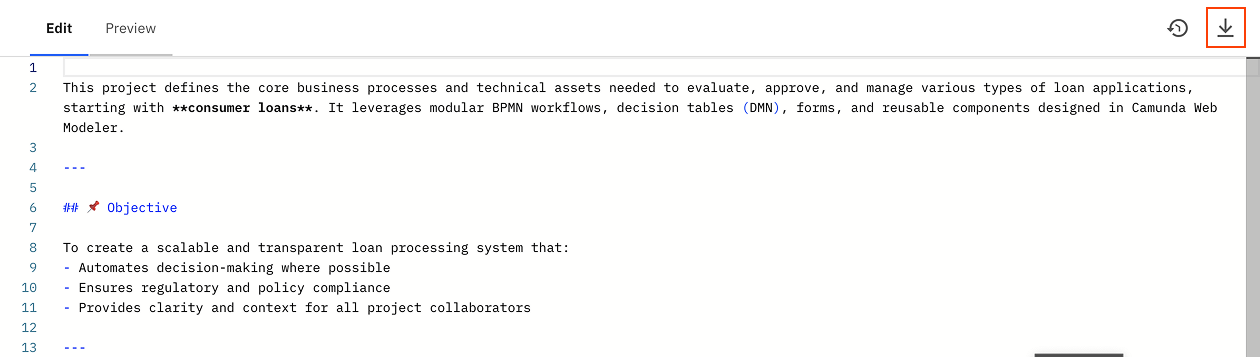 Edit Preview
1
2 This project defines the core business processes and technical assets needed to evaluate, approve, and manage various types of loan applications,
starting with **consumer loans**. It leverages modular BPMN workflows, decision tables (DMN), forms, and reusable components designed in Camunda Web
Modeler.
3
4 ---
5
6 ## 📌 Objective
7
8 To create a scalable and transparent loan processing system that:
9 - Automates decision-making where possible
10 - Ensures regulatory and policy compliance
11 - Provides clarity and context for all project collaborators
12
13 ---